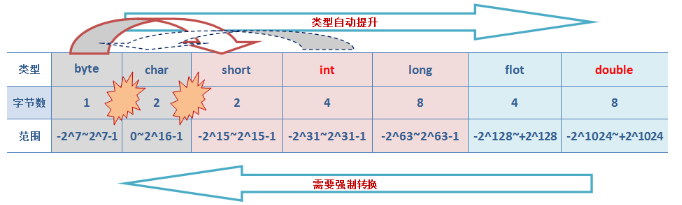 类型自动提升
类型 byte char short int long flot double
字节数 1 2 2 4 8 4 8
范围 -2^7~2^7-1 0~2^16-1 -2^15~2^15-1 -2^31~2^31-1 -2^63~2^63-1 -2^128~+2^128 -2^1024~+2^1024
需要强制转换